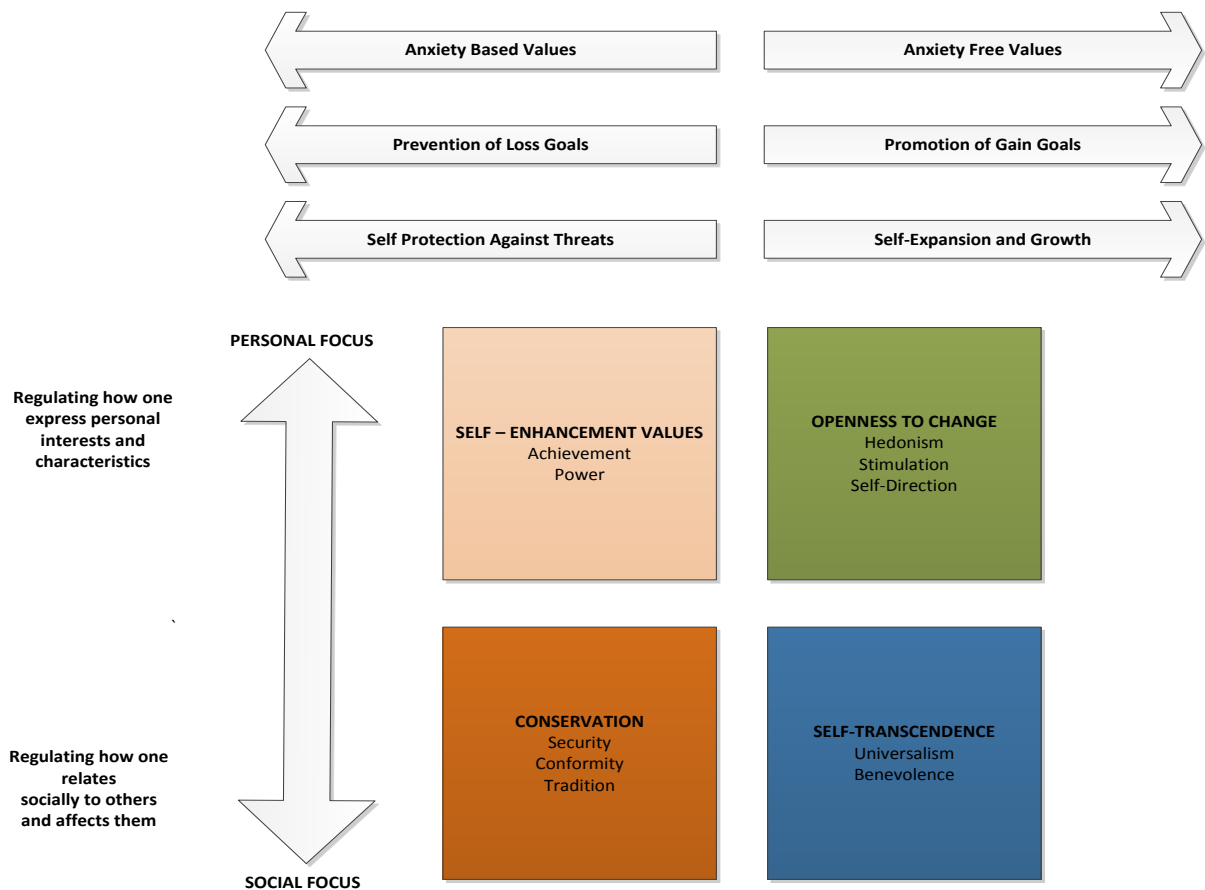 Anxiety Based Values
Anxiety Free Values
Prevention of Loss Goals
Promotion of Gain Goals
Self Protection Against Threats
Self-Expansion and Growth
PERSONAL FOCUS
Regulating how one
express personal
interests and
characteristics
SELF – ENHANCEMENT VALUES
Achievement
Power
OPENNESS TO CHANGE
Hedonism
Stimulation
Self-Direction
`
CONSERVATION
Security
Conformity
Tradition
SELF-TRANSCENDENCE
Universalism
Benevolence
Regulating how one
relates
socially to others
and affects them
SOCIAL FOCUS